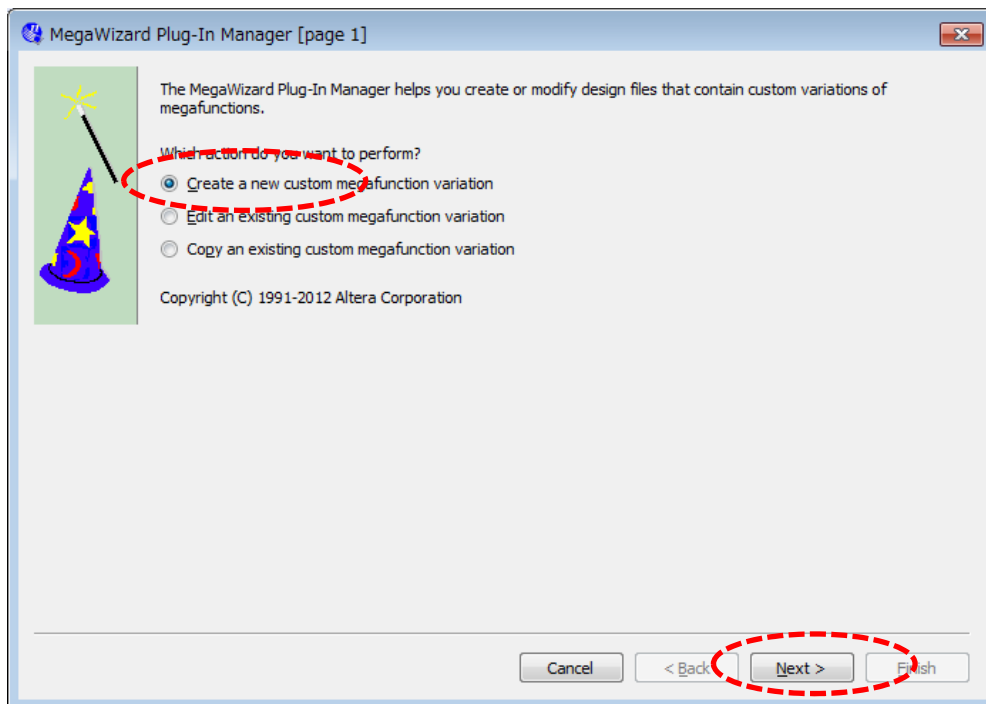 MegaWizard Plug-In Manager [page 1]
The MegaWizard Plug-In Manager helps you create or modify design files that contain custom variations of
megafunctions.
Which action do you want to perform?
Create a new custom megafunction variation
Edit an existing custom megafunction variation
Copy an existing custom megafunction variation
Copyright (C) 1991-2012 Altera Corporation
Cancel < Back Next > Finish